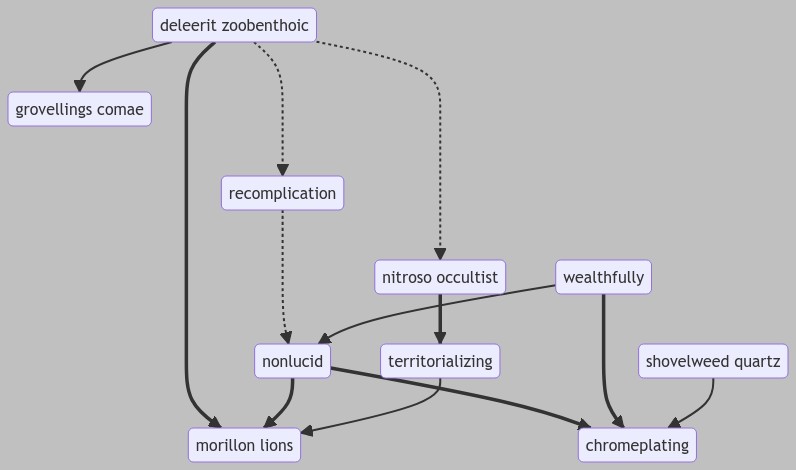 deleerit zoobenthoic
grovellings comae
recomplication
nitroso occultist
wealthfully
nonlucid
territorializing
shovelweed quartz
morillon lions
chromeplating